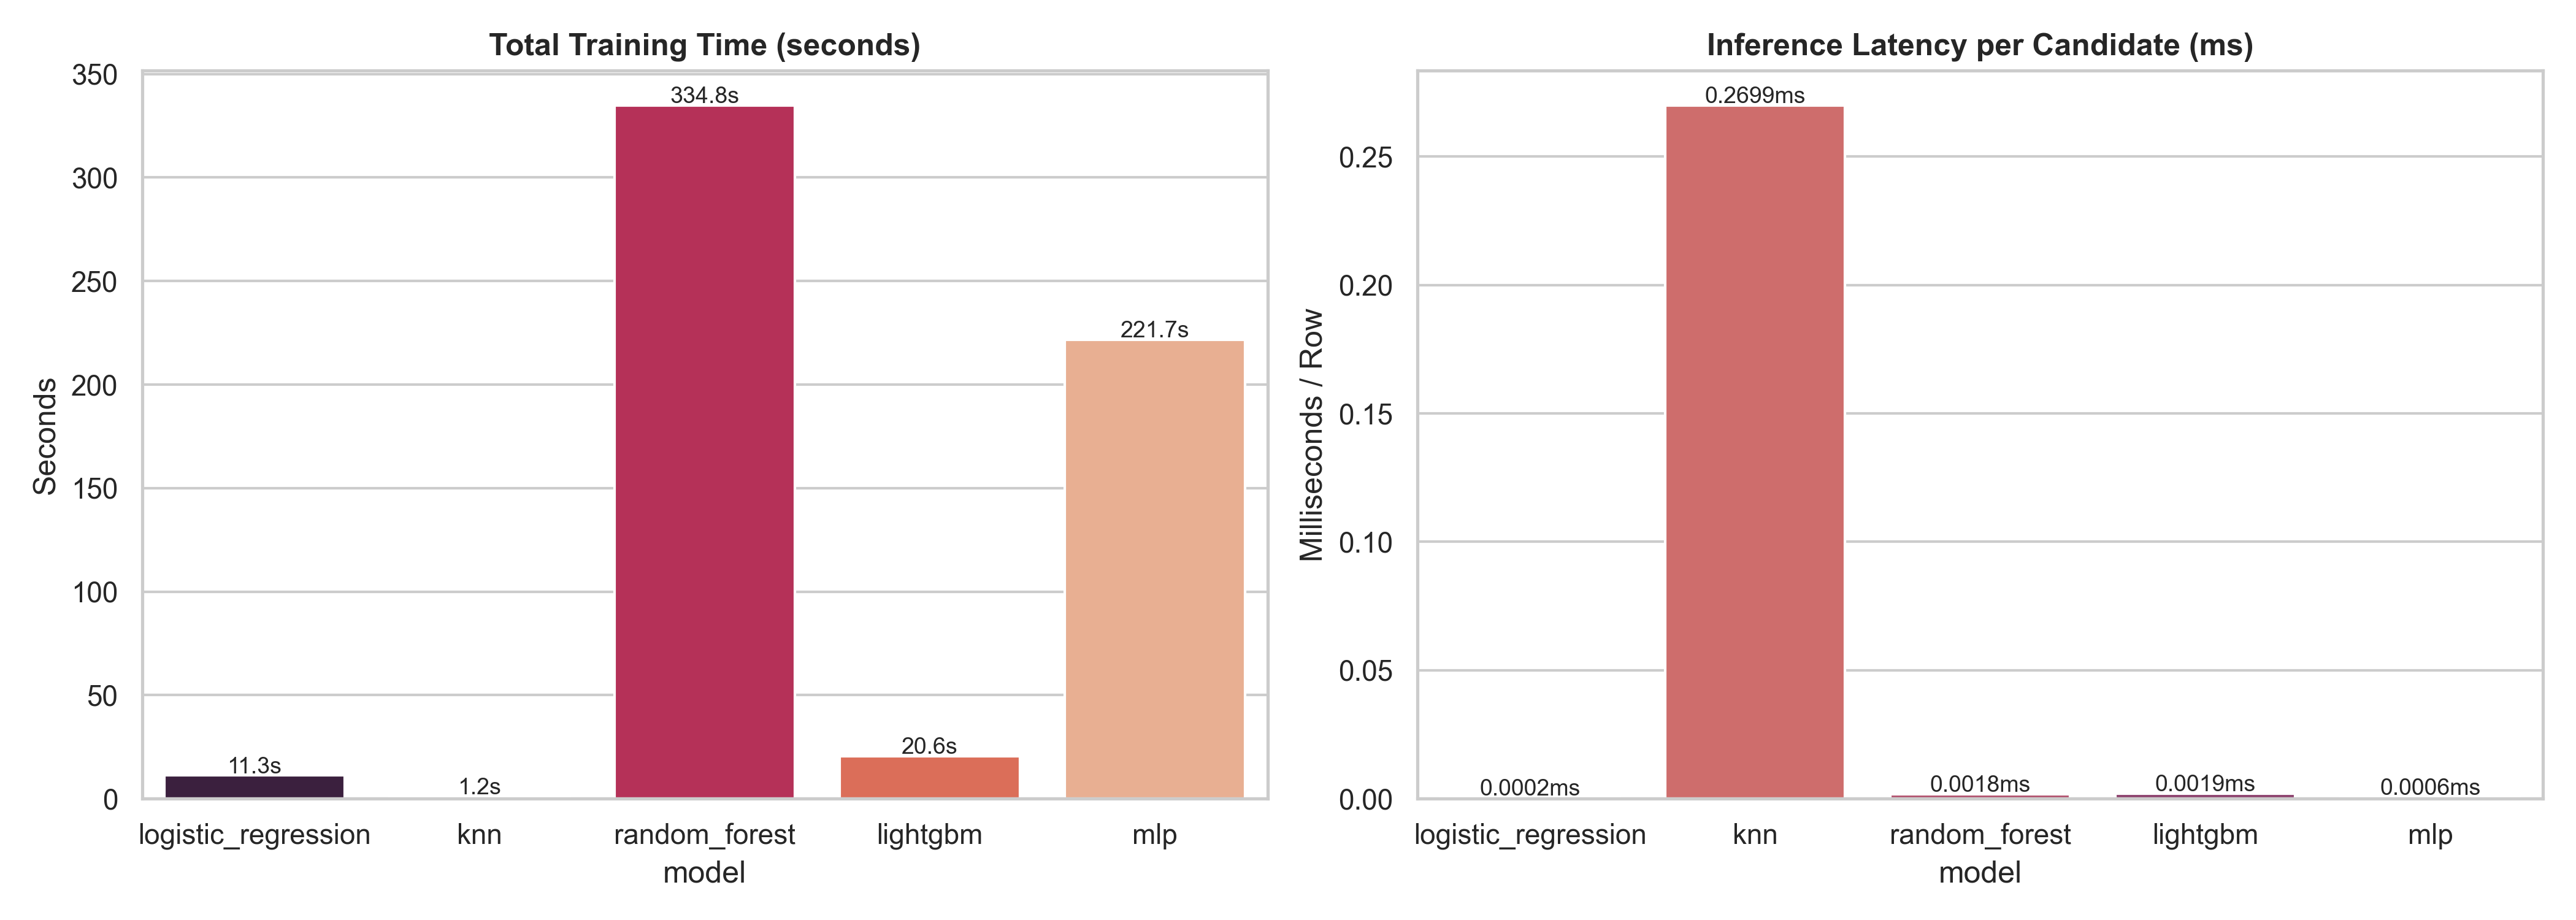 Total Training Time (seconds)
350
300
250
200
150
100
50
0
Seconds
334.8s
221.7s
20.6s
11.3s
1.2s
logistic_regression knn random_forest lightgbm mlp
model
Inference Latency per Candidate (ms)
0.25
0.20
0.15
0.10
0.05
0.00
Milliseconds / Row
0.2699ms
0.0002ms
0.0018ms
0.0019ms
0.0006ms
logistic_regression knn random_forest lightgbm mlp
model